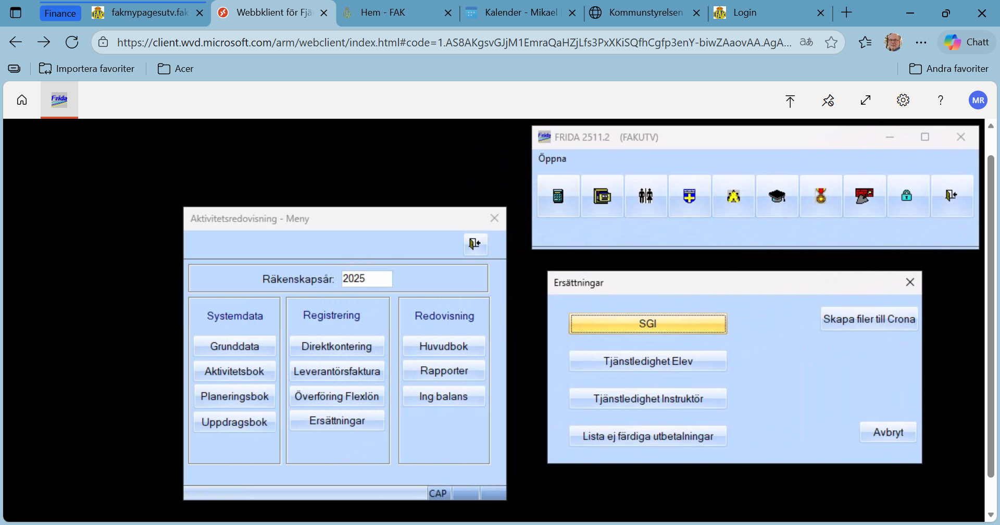 Finance
fakmypagesutv.fak
Webbklient för Fjä
Hem - FAK
Kalender - Mikael
Kommunstyrelsen
Login
https://client.wvd.microsoft.com/arm/webclient/index.html#code=1.AS8AKgsvGJjM1EmraQaHZjLfs3PxXKiSQfhCgfp3enY-biwZAaovAA.AgA...
Chatt
Importera favoriter
Acer
Andra favoriter
Frida
MR
Frida FRIDA 2511.2 (FAKUTV)
Öppna
Aktivitetsredovisning - Meny
Räkenskapsår: 2025
Systemdata
Grunddata
Aktivitetsbok
Planeringsbok
Uppdragsbok
Registrering
Direktkontering
Leverantörsfaktura
Överföring Flexlön
Ersättningar
Redovisning
Huvudbok
Rapporter
Ing balans
CAP
Ersättningar
SGI
Skapa filer till Crona
Tjänstledighet Elev
Tjänstledighet Instruktör
Lista ej färdiga utbetalningar
Avbryt